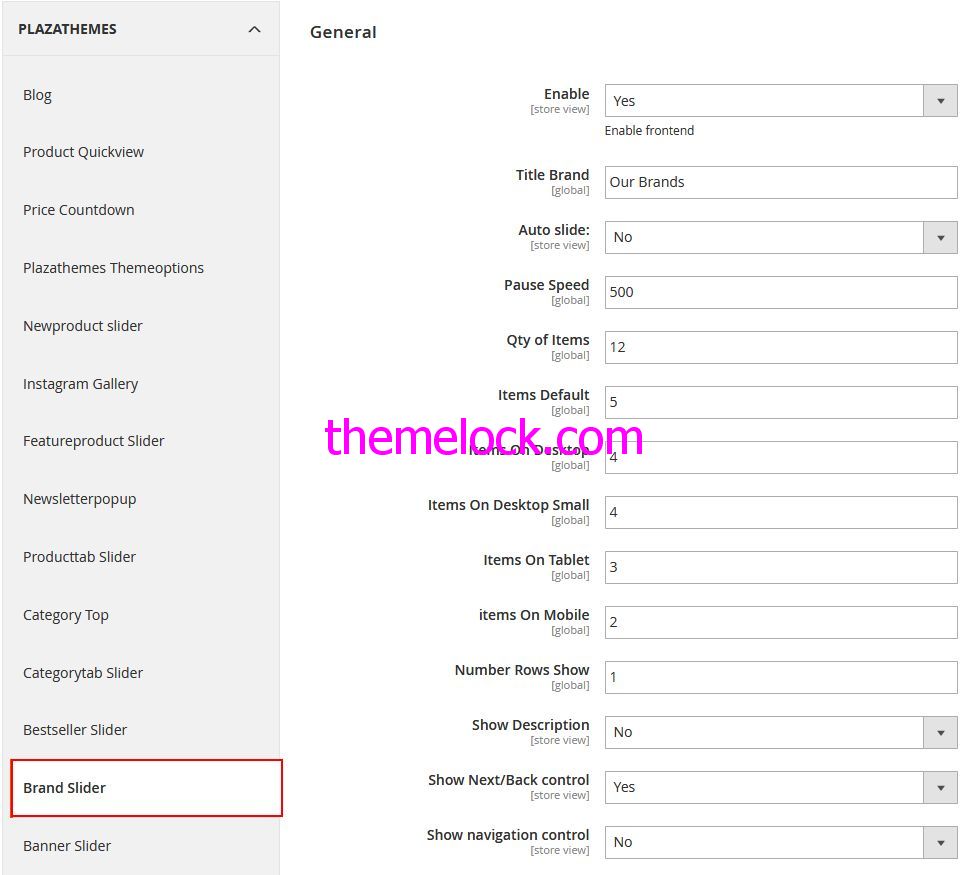 PLAZATHEMES
Blog
Product Quickview
Price Countdown
Plazathemes Themeoptions
Newproduct slider
Instagram Gallery
Featureproduct Slider
Newsletterpopup
Producttab Slider
Category Top
Categorytab Slider
Bestseller Slider
Brand Slider
Banner Slider
General
Enable
[store view]
Yes
Enable frontend
Title Brand
[global]
Our Brands
Auto slide:
[store view]
No
Pause Speed
[global]
500
Qty of Items
[global]
12
Items Default
[global]
5
themelock.com
Items On Desktop
[global]
4
Items On Desktop Small
[global]
4
Items On Tablet
[global]
3
items On Mobile
[global]
2
Number Rows Show
[global]
1
Show Description
[store view]
No
Show Next/Back control
[store view]
Yes
Show navigation control
[store view]
No